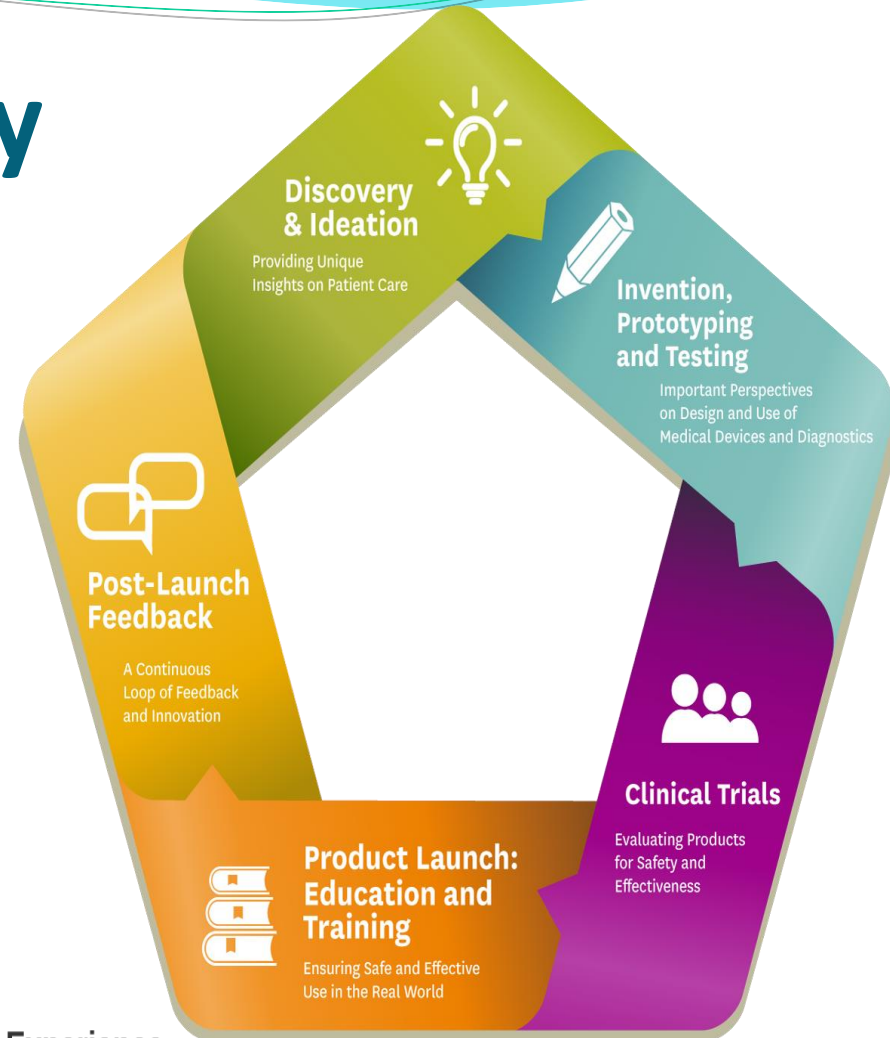 y
Discovery
& Ideation
Providing Unique
Insights on Patient Care
Invention,
Prototyping
and Testing
Important Perspectives
on Design and Use of
Medical Devices and Diagnostics
Clinical Trials
Evaluating Products
for Safety and
Effectiveness
Product Launch:
Education and
Training
Ensuring Safe and Effective
Use in the Real World
Post-Launch
Feedback
A Continuous
Loop of Feedback
and Innovation